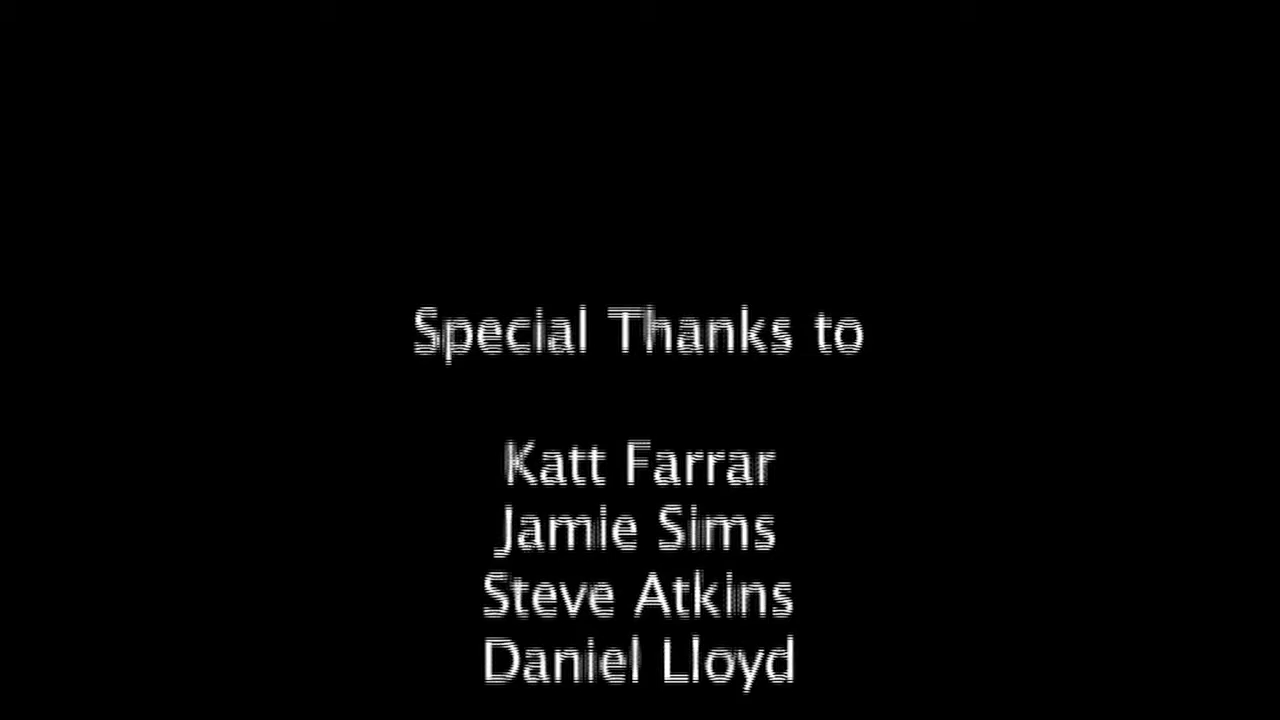 Special Thanks to
Katt Farrar
Jamie Sims
Steve Atkins
Daniel Lloyd